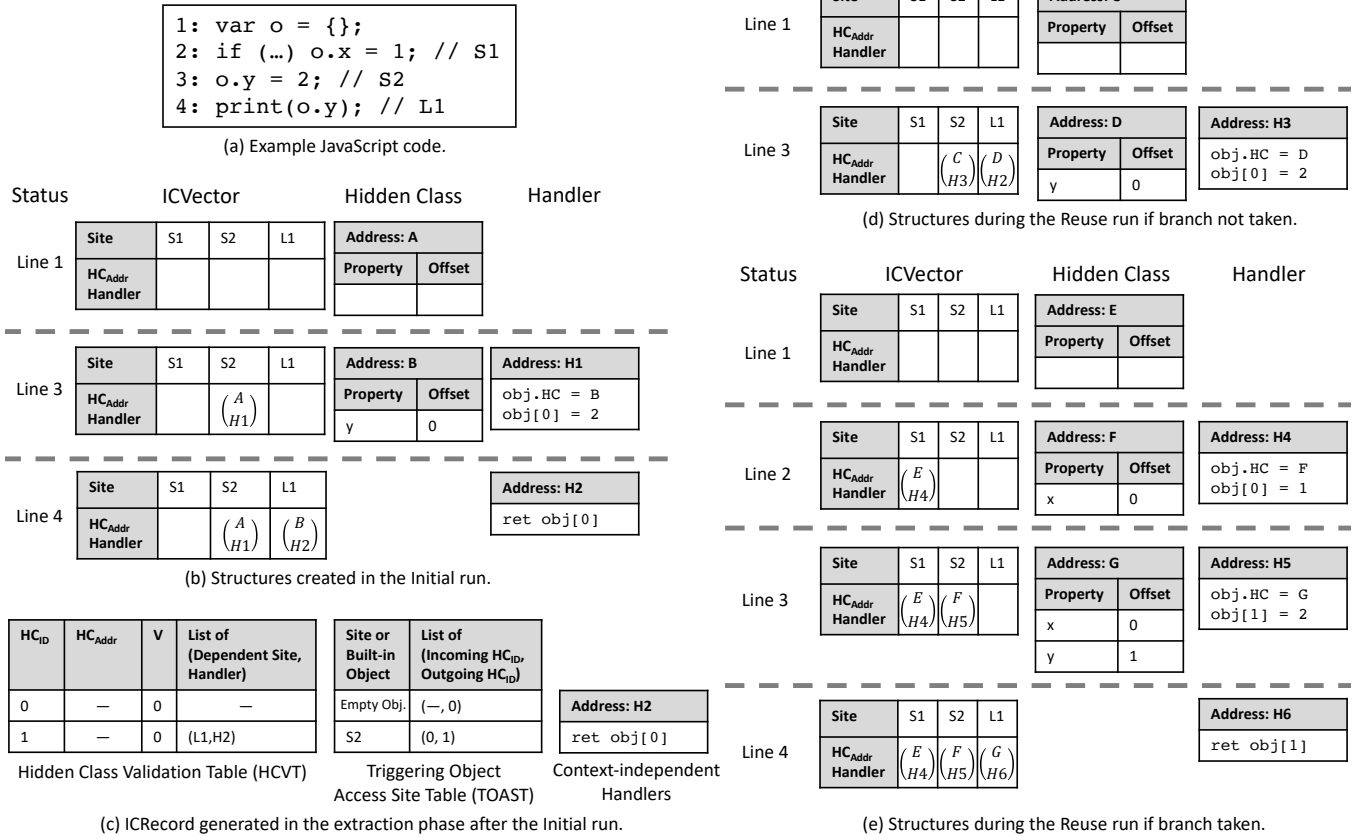 1: var o = {};
2: if (…) o.x = 1; // S1
3: o.y = 2; // S2
4: print(o.y); // L1
(a) Example JavaScript code.
Status ICVector Hidden Class Handler
Line 1
Site S1 S2 L1
HCAddr
Handler
Address: A
Property Offset
Line 3
Site S1 S2 L1
HCAddr
Handler
A
H1
Address: B
Property Offset
y 0
Address: H1
obj.HC = B
obj[0] = 2
Line 4
Site S1 S2 L1
HCAddr
Handler
A B
H1 H2
Address: H2
ret obj[0]
(b) Structures created in the Initial run.
HCID HCAddr V List of
(Dependent Site,
Handler)
0 — 0 —
1 — 0 (L1,H2)
Hidden Class Validation Table (HCVT)
Site or
Built-in
Object
List of
(Incoming HCID,
Outgoing HCID)
Empty Obj. (—, 0)
S2 (0, 1)
Triggering Object
Access Site Table (TOAST)
Address: H2
ret obj[0]
Context-independent
Handlers
(c) ICRecord generated in the extraction phase after the Initial run.
Line 1
HCAddr
Handler
Property Offset
Line 3
Site S1 S2 L1
HCAddr
Handler
C D
H3 H2
Address: D
Property Offset
y 0
Address: H3
obj.HC = D
obj[0] = 2
(d) Structures during the Reuse run if branch not taken.
Status ICVector Hidden Class Handler
Line 1
Site S1 S2 L1
HCAddr
Handler
Address: E
Property Offset
Line 2
Site S1 S2 L1
HCAddr
Handler
E
H4
Address: F
Property Offset
x 0
Address: H4
obj.HC = F
obj[0] = 1
Line 3
Site S1 S2 L1
HCAddr
Handler
E F
H4 H5
Address: G
Property Offset
x 0
y 1
Address: H5
obj.HC = G
obj[1] = 2
Line 4
Site S1 S2 L1
HCAddr
Handler
E F G
H4 H5 H6
Address: H6
ret obj[1]
(e) Structures during the Reuse run if branch taken.